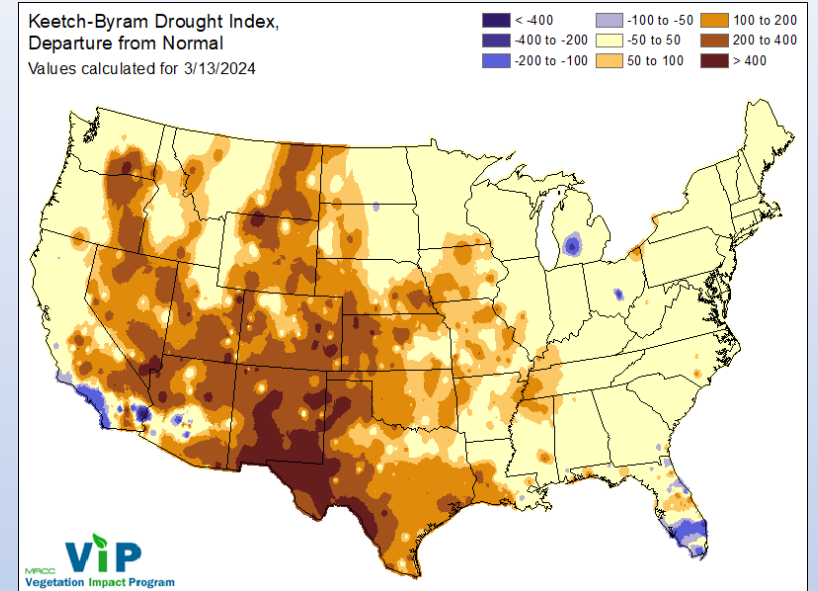 Keetch-Byram Drought Index,
Departure from Normal
Values calculated for 3/13/2024
< -400
-400 to -200
-200 to -100
-100 to -50
-50 to 50
50 to 100
100 to 200
200 to 400
> 400
MRCC
ViP
Vegetation Impact Program